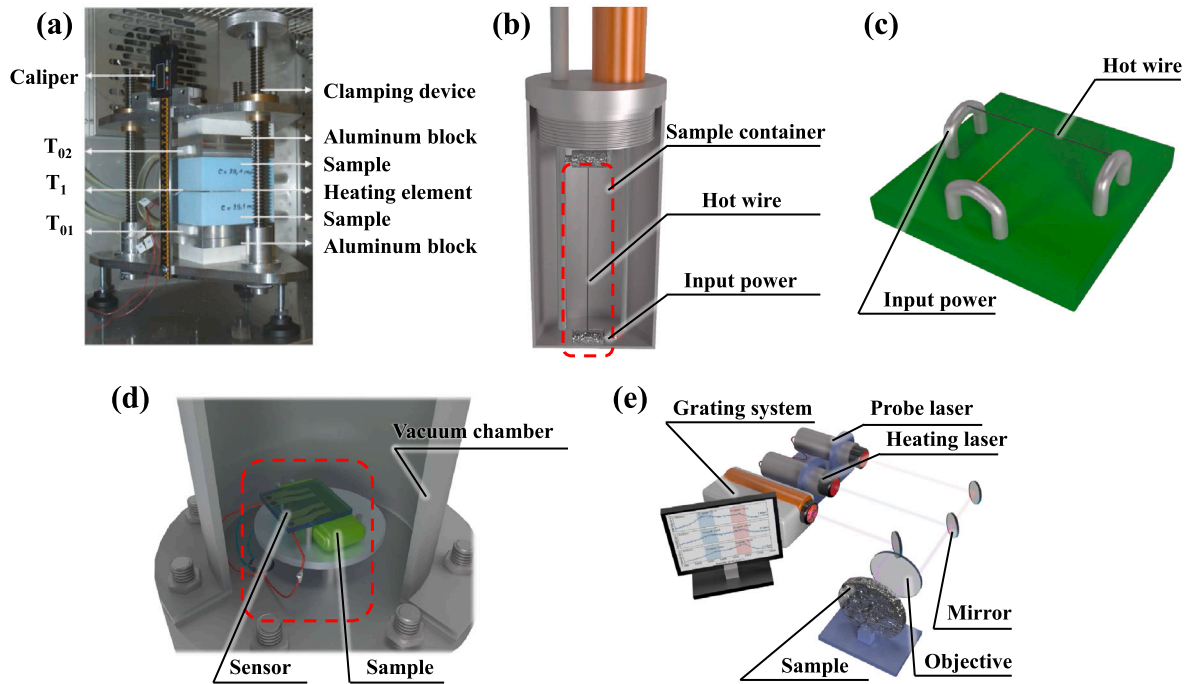 (a)
Caliper
T02
T1
T01
Clamping device
Aluminum block
Sample
Heating element
Sample
Aluminum block
(b)
Sample container
Hot wire
Input power
(c)
Hot wire
Input power
(d)
Vacuum chamber
Sensor
Sample
(e)
Grating system
Probe laser
Heating laser
Mirror
Objective
Sample